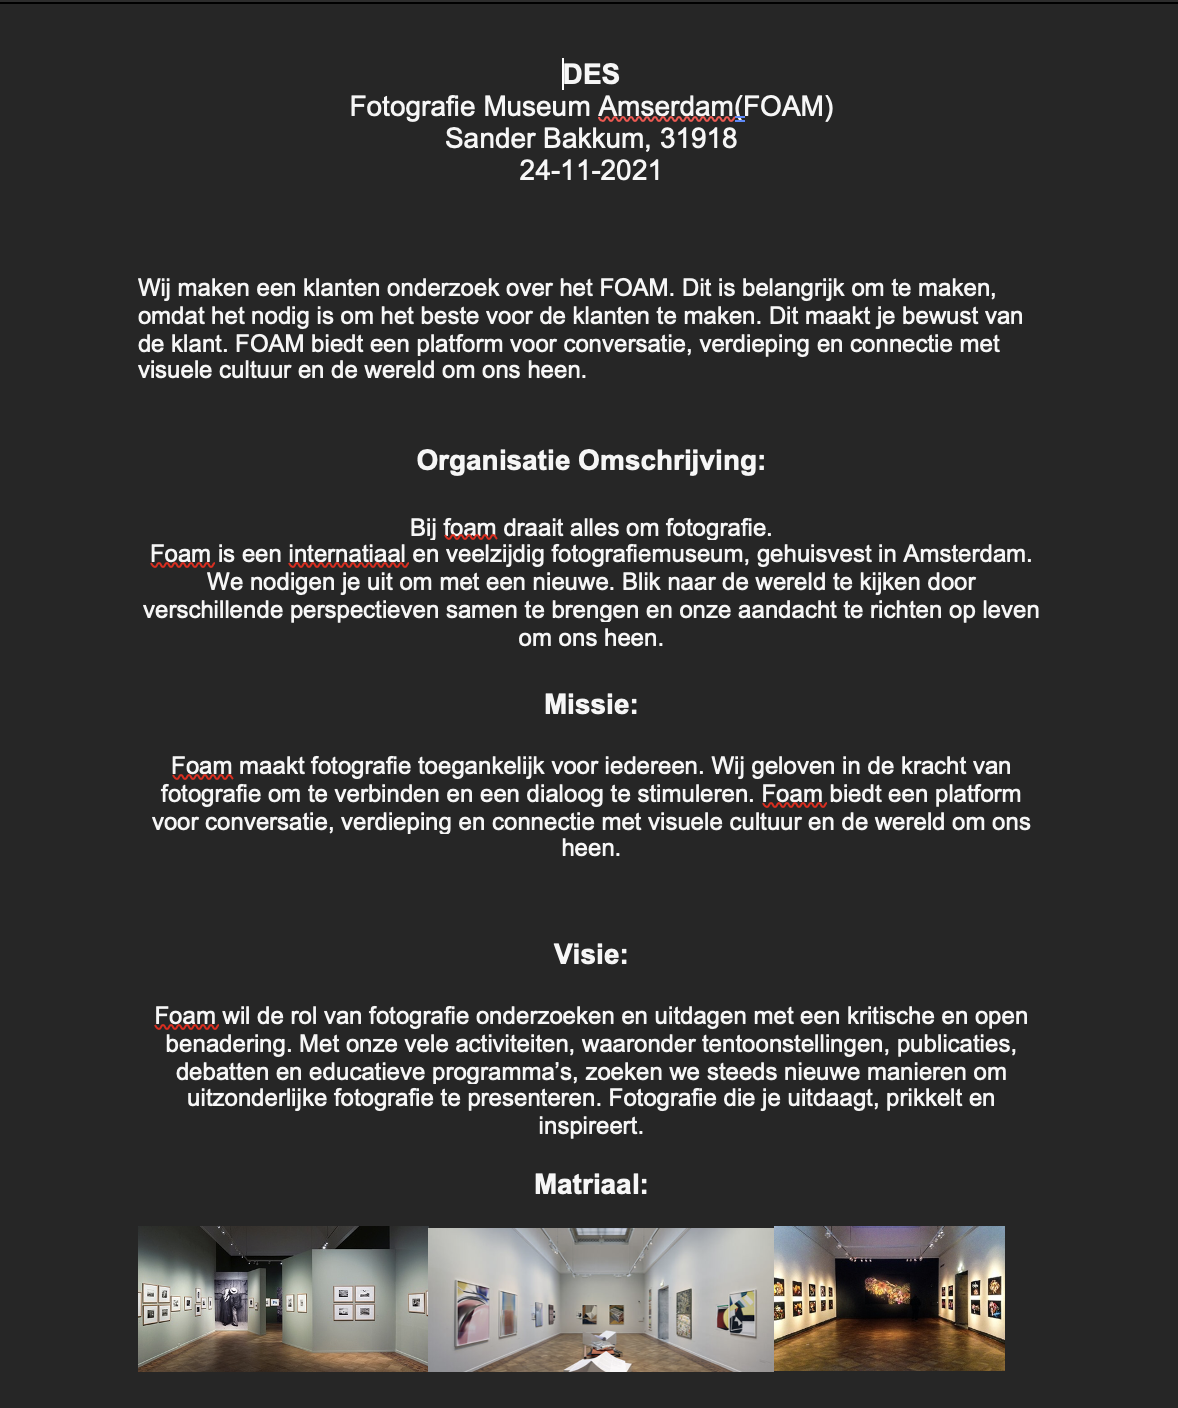 DES
Fotografie Museum Amserdam(FOAM)
Sander Bakkum, 31918
24-11-2021
Wij maken een klanten onderzoek over het FOAM. Dit is belangrijk om te maken,
omdat het nodig is om het beste voor de klanten te maken. Dit maakt je bewust van
de klant. FOAM biedt een platform voor conversatie, verdieping en connectie met
visuele cultuur en de wereld om ons heen.
Organisatie Omschrijving:
Bij foam draait alles om fotografie.
Foam is een internatiaal en veelzijdig fotografiemuseum, gehuisvest in Amsterdam.
We nodigen je uit om met een nieuwe. Blik naar de wereld te kijken door
verschillende perspectieven samen te brengen en onze aandacht te richten op leven
om ons heen.
Missie:
Foam maakt fotografie toegankelijk voor iedereen. Wij geloven in de kracht van
fotografie om te verbinden en een dialoog te stimuleren. Foam biedt een platform
voor conversatie, verdieping en connectie met visuele cultuur en de wereld om ons
heen.
Visie:
Foam wil de rol van fotografie onderzoeken en uitdagen met een kritische en open
benadering. Met onze vele activiteiten, waaronder tentoonstellingen, publicaties,
debatten en educatieve programma’s, zoeken we steeds nieuwe manieren om
uitzonderlijke fotografie te presenteren. Fotografie die je uitdaagt, prikkelt en
inspireert.
Matriaal: